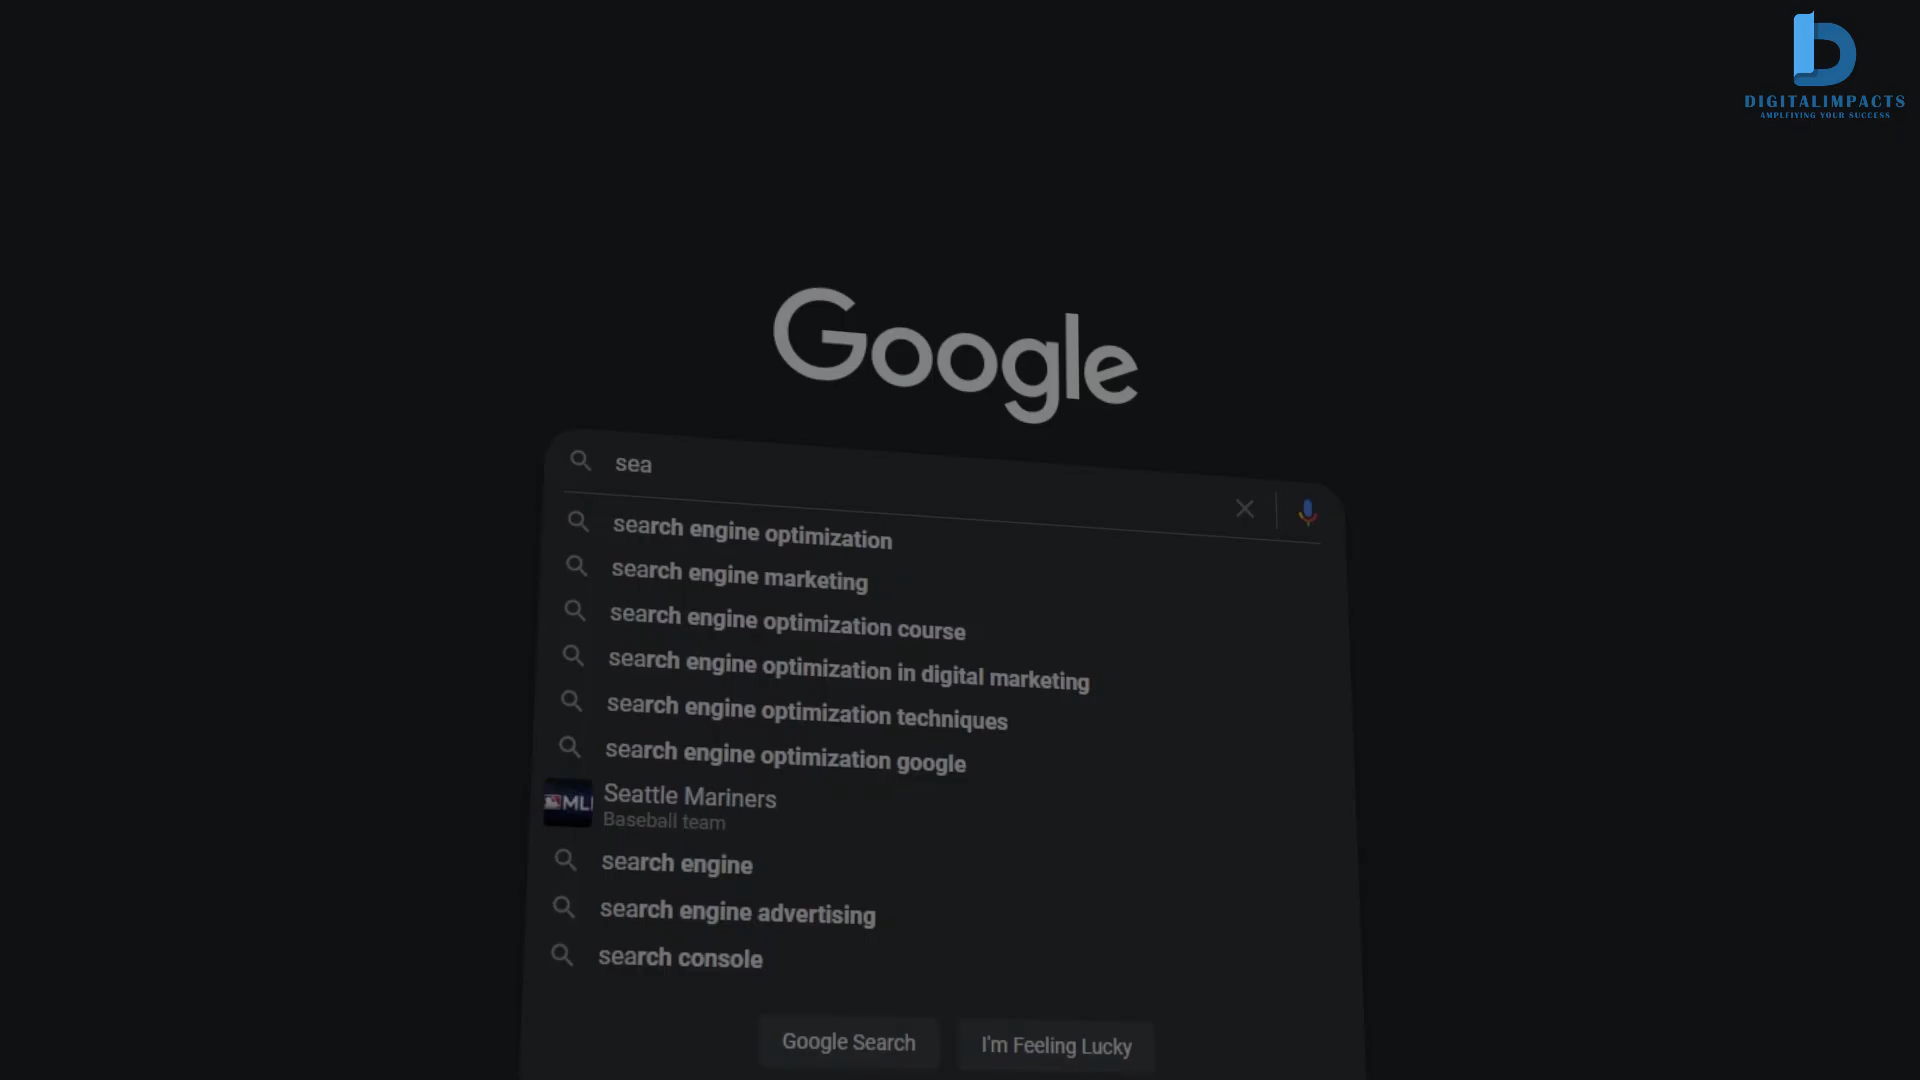 DIGITALIMPACTS
AMPLFIYING YOUR SUCCESS
Google
sea
search engine optimization
search engine marketing
search engine optimization course
search engine optimization in digital marketing
search engine optimization techniques
search engine optimization google
MLB
Seattle Mariners
Baseball team
search engine
search engine advertising
search console
Google Search
I'm Feeling Lucky